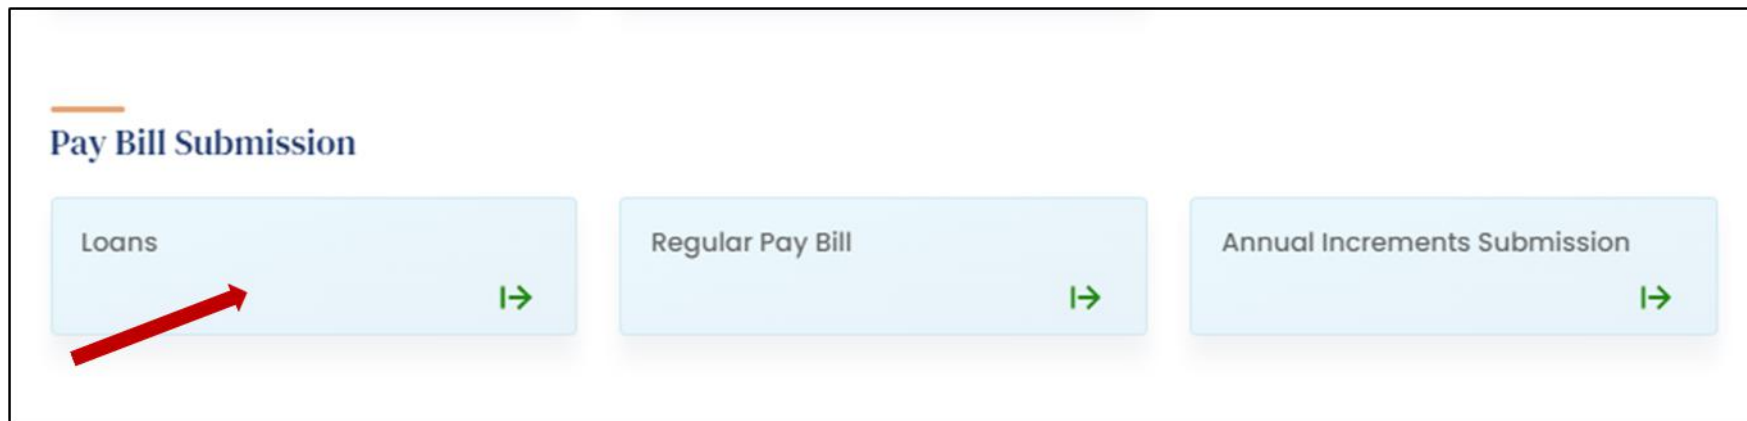 Pay Bill Submission
Loans
Regular Pay Bill
Annual Increments Submission